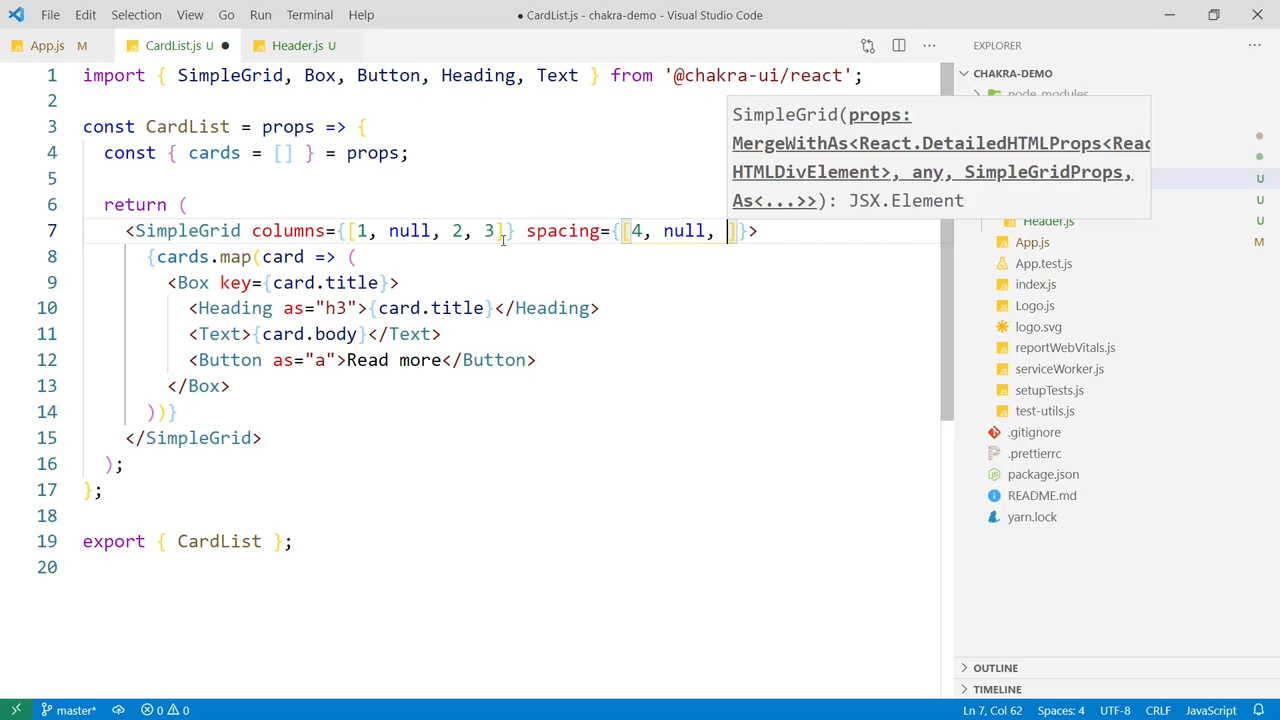 File Edit Selection View Go Run Terminal Help
● CardList.js - chakra-demo - Visual Studio Code
App.js M
CardList.js U ●
Header.js U
1 import { SimpleGrid, Box, Button, Heading, Text } from '@chakra-ui/react';
2
3 const CardList = props => {
4 const { cards = [] } = props;
5
6 return (
7 <SimpleGrid columns={[1, null, 2, 3]} spacing={[4, null, ]}>
8 {cards.map(card => (
9 <Box key={card.title}>
10 <Heading as="h3">{card.title}</Heading>
11 <Text>{card.body}</Text>
12 <Button as="a">Read more</Button>
13 </Box>
14 ))}
15 </SimpleGrid>
16 );
17 };
18
19 export { CardList };
20
SimpleGrid(props:
MergeWithAs<React.DetailedHTMLProps<Reac
HTMLDivElement>, any, SimpleGridProps,
As<...>>): JSX.Element
EXPLORER
CHAKRA-DEMO
node_modules
U
U
Header.js U
App.js M
App.test.js
index.js
Logo.js
logo.svg
reportWebVitals.js
serviceWorker.js
setupTests.js
test-utils.js
.gitignore
.prettierrc
package.json
README.md
yarn.lock
OUTLINE
TIMELINE
master* 0 0
Ln 7, Col 62 Spaces: 4 UTF-8 CRLF JavaScript